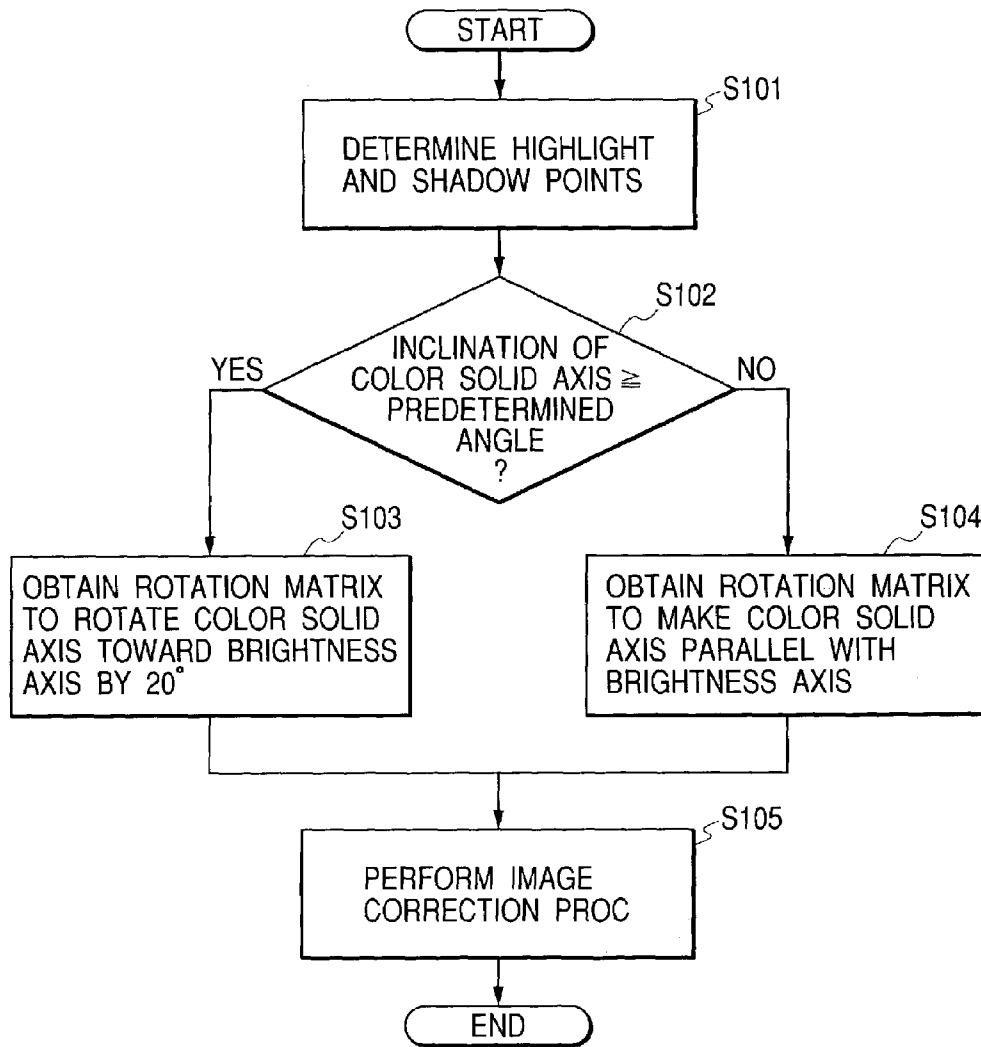 START
S101
DETERMINE HIGHLIGHT
AND SHADOW POINTS
S102
INCLINATION OF
COLOR SOLID AXIS ≧
PREDETERMINED
ANGLE
?
YES
NO
S103
OBTAIN ROTATION MATRIX
TO ROTATE COLOR SOLID
AXIS TOWARD BRIGHTNESS
AXIS BY 20°
S104
OBTAIN ROTATION MATRIX
TO MAKE COLOR SOLID
AXIS PARALLEL WITH
BRIGHTNESS AXIS
S105
PERFORM IMAGE
CORRECTION PROC
END